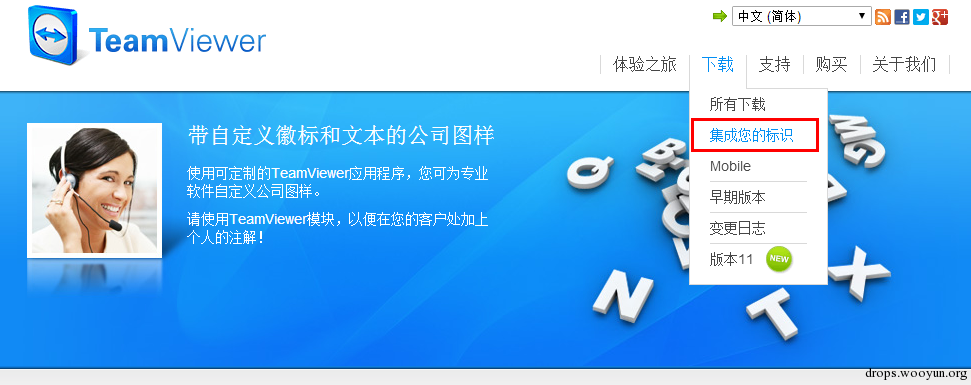 TeamViewer
中文 (简体)
体验之旅
下载
支持
购买
关于我们
所有下载
集成您的标识
Mobile
早期版本
变更日志
版本11 NEW
带自定义徽标和文本的公司图样
使用可定制的TeamViewer应用程序，您可为专业
软件自定义公司图样。
请使用TeamViewer模块，以便在您的客户处加上
个人的注解！
Q
N
T
X
MG
drops.wooyun.org